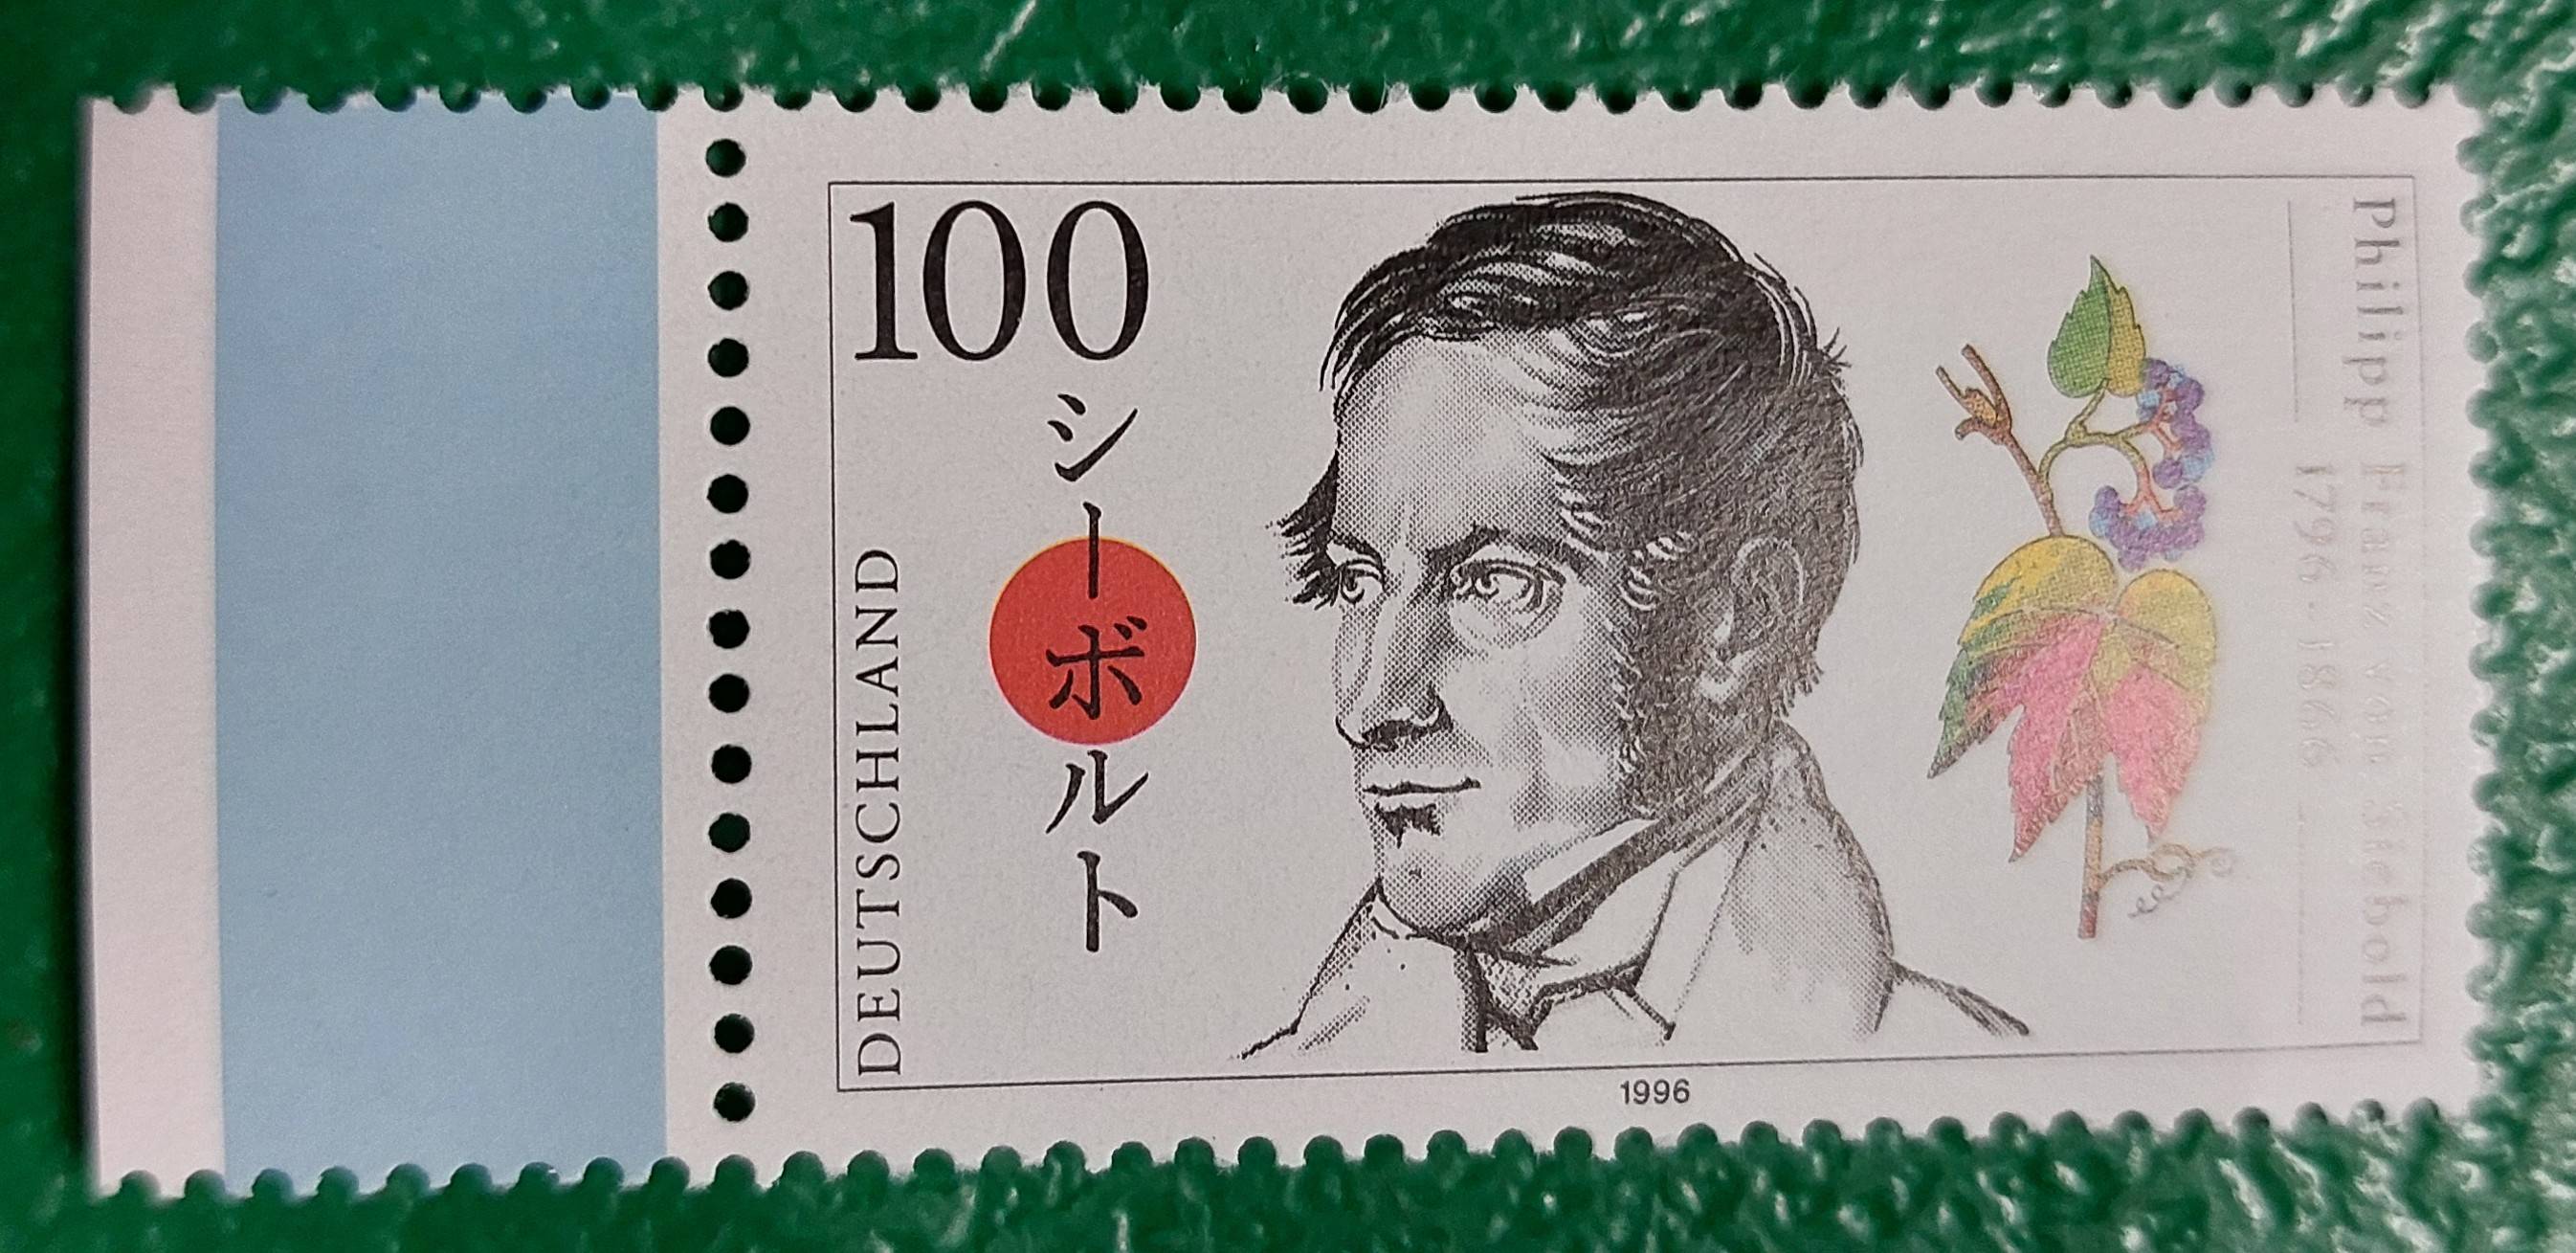 100
シーボルト
DEUTSCHLAND
Philipp Franz von Siebold
1796-1866
1996